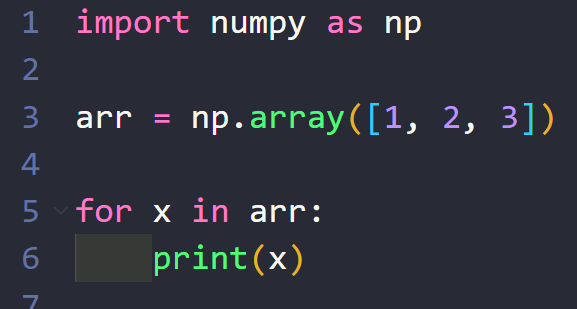 1 import numpy as np
2
3 arr = np.array([1, 2, 3])
4
5 for x in arr:
6     print(x)
7